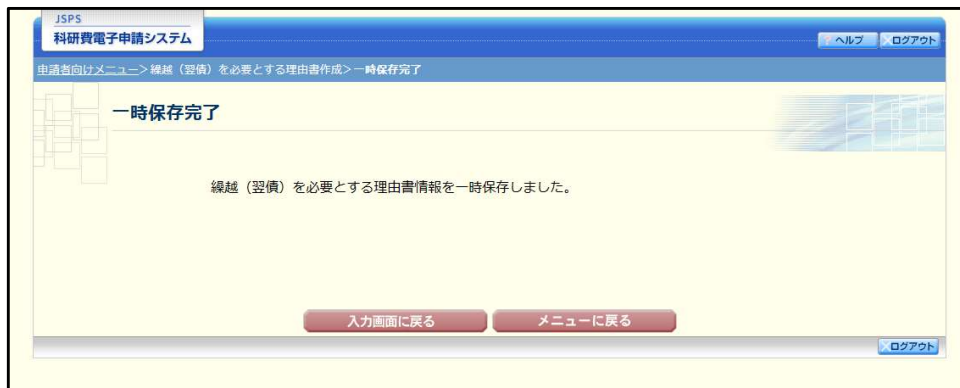 JSPS
科研費電子申請システム
ヘルプ ログアウト
申請者向けメニュー>繰越（翌債）を必要とする理由書作成>一時保存完了
一時保存完了
繰越（翌債）を必要とする理由書情報を一時保存しました。
入力画面に戻る メニューに戻る
ログアウト